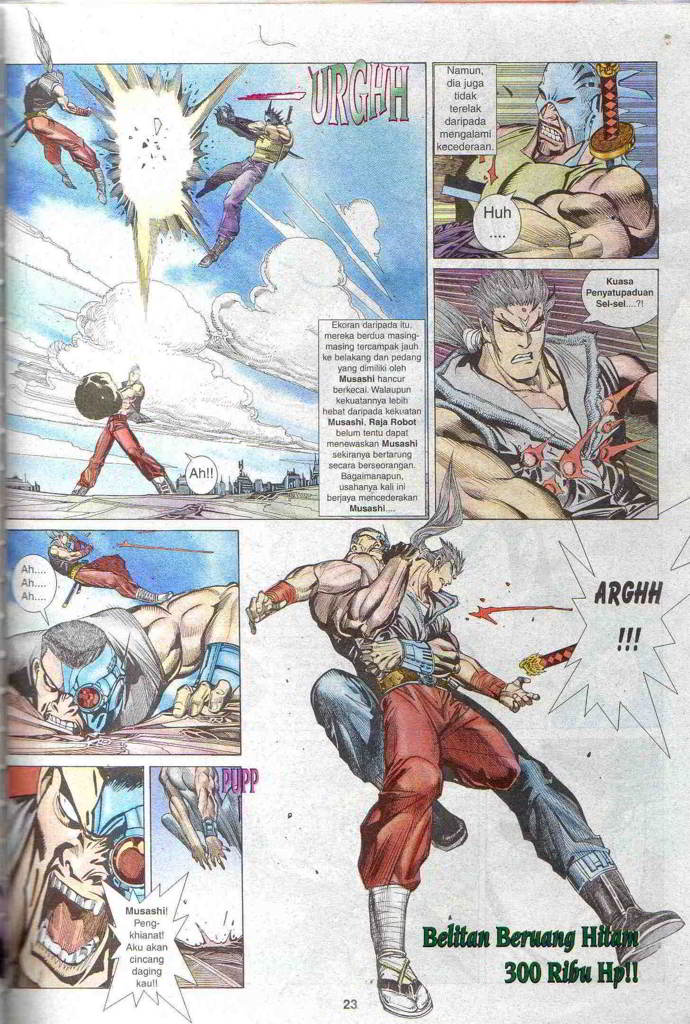 URGHH
Ekoran daripada itu,
mereka berdua masing-
masing tercampak jauh
ke belakang dan pedang
yang dimiliki oleh
Musashi hancur
berkecai. Walaupun
kekuatannya lebih
hebat daripada kekuatan
Musashi, Raja Robot
belum tentu dapat
menewaskan Musashi
sekiranya bertarung
secara berseorangan.
Bagaimanapun,
usahanya kali ini
berjaya mencederakan
Musashi....
Ah!!
Namun,
dia juga
tidak
terelak
daripada
mengalami
kecederaan.
Huh
....
Kuasa
Penyatupaduan
Sel-sel....?!
Ah....
Ah....
Ah....
ARGHH
!!!
PUPP
Musashi!
Peng-
khianat!
Aku akan
cincang
daging
kau!!
Belitan Beruang Hitam
300 Ribu Hp!!
23